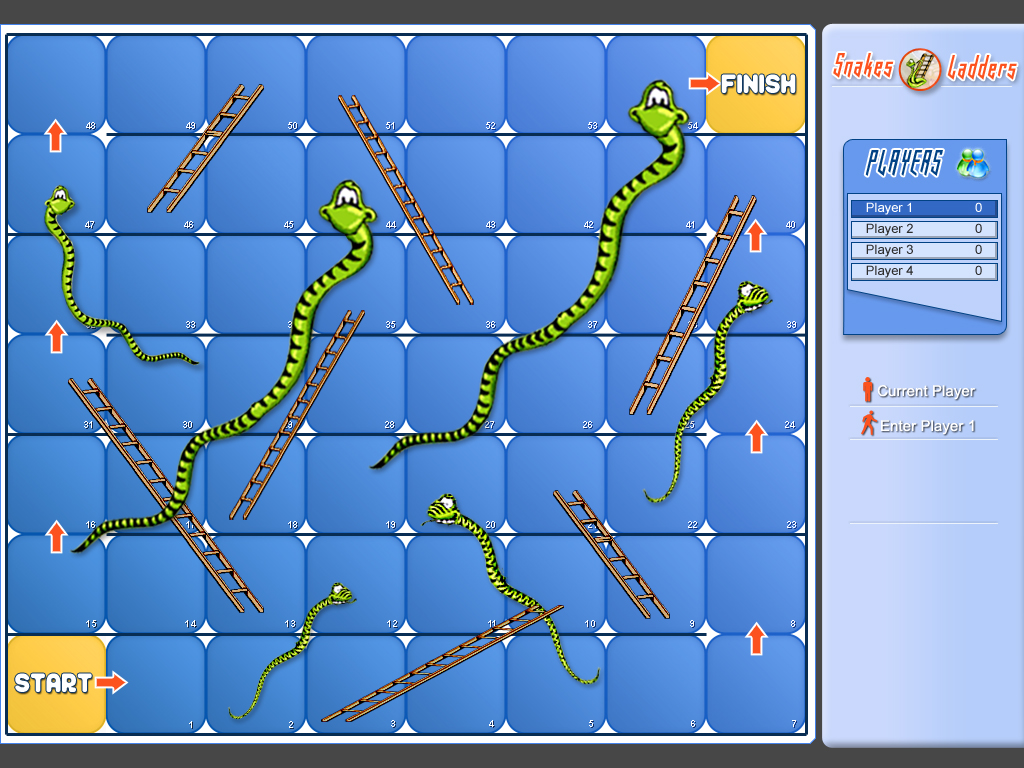 FINISH
48 49 50 51 52 53 54
47 46 45 44 43 42 41 40
33 35 36 37 39
31 30 28 27 26 25 24
16 17 18 19 20 21 22 23
15 14 13 12 11 10 9 8
START
1 2 3 4 5 6 7
Snakes Ladders
PLAYERS
Player 1 0
Player 2 0
Player 3 0
Player 4 0
Current Player
Enter Player 1